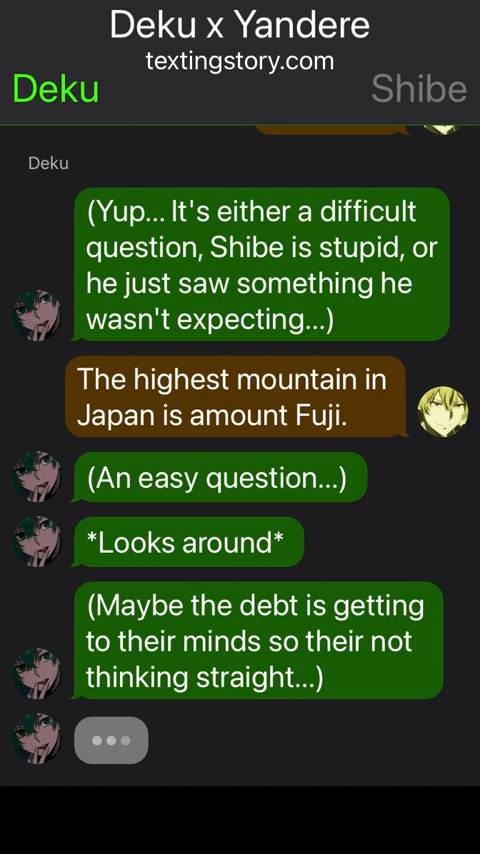 Deku x Yandere
textingstory.com
Deku
Shibe
Deku
(Yup... It's either a difficult
question, Shibe is stupid, or
he just saw something he
wasn't expecting...)
The highest mountain in
Japan is amount Fuji.
(An easy question...)
*Looks around*
(Maybe the debt is getting
to their minds so their not
thinking straight...)